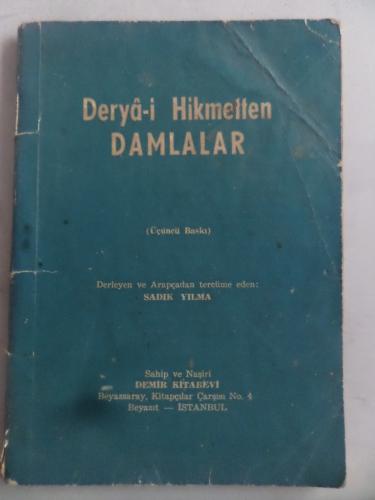 Deryâ-i Hikmetten
DAMLALAR
(Üçüncü Baskı)
Derleyen ve Arapçadan tercüme eden:
SADIK YILMA
Sahip ve Naşiri
DEMİR KİTABEVİ
Beyazsaray, Kitapçılar Çarşısı No. 4
Beyazıt — İSTANBUL